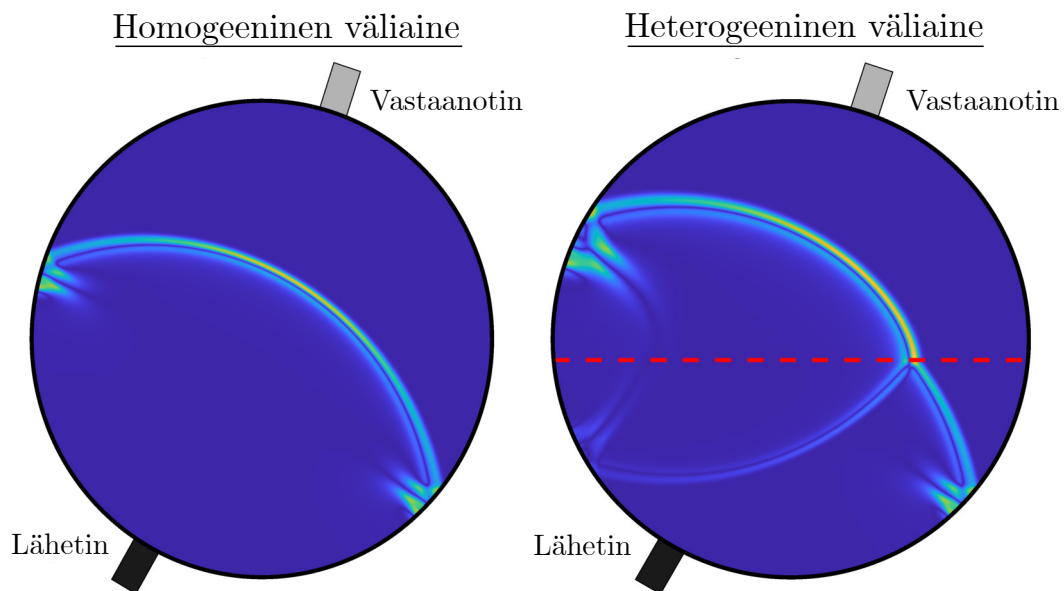 Homogeeninen väliaine
Vastaanotin
Lähetin
Heterogeeninen väliaine
Vastaanotin
Lähetin